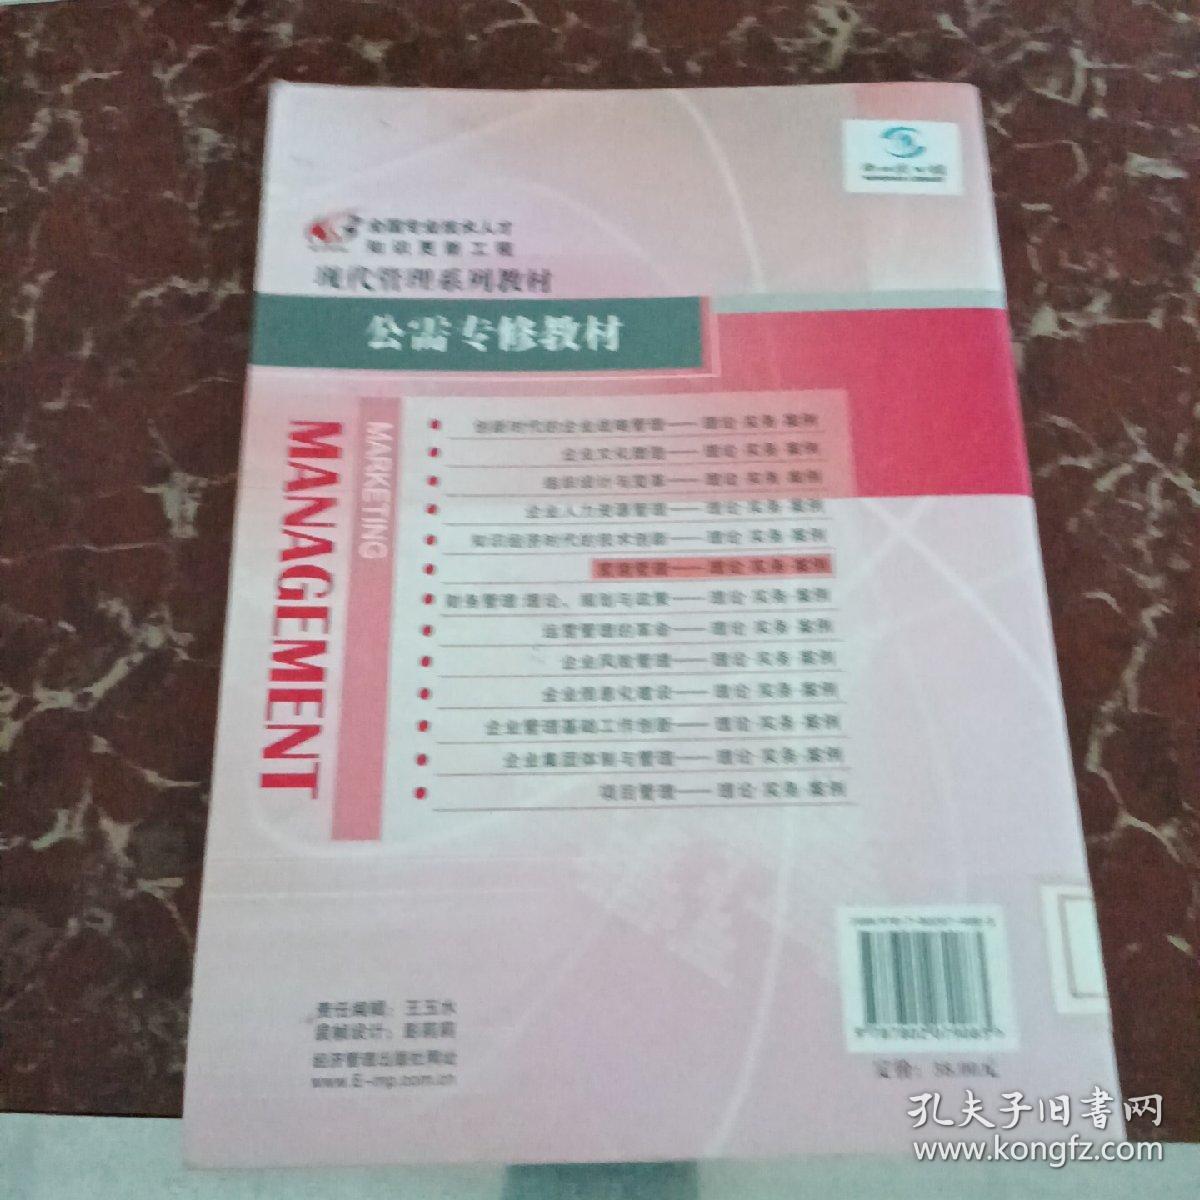 全国专业技术人才
知识更新工程
现代管理系列教材
公需专修教材
MARKETING
MANAGEMENT
创新时代的企业战略管理——理论·实务·案例
企业文化管理——理论·实务·案例
组织设计与变革——理论·实务·案例
企业人力资源管理——理论·实务·案例
知识经济时代的技术创新——理论·实务·案例
管理——理论·实务·案例
财务管理:理论、规划与政策——理论·实务·案例
运营管理的革命——理论·实务·案例
企业风险管理——理论·实务·案例
企业信息化建设——理论·实务·案例
企业管理基础工作创新——理论·实务·案例
企业集团体制与管理——理论·实务·案例
项目管理——理论·实务·案例
责任编辑：王玉水
装帧设计：彭莉莉
经济管理出版社网址
www.E-mp.com.cn
定价：38.00元
孔夫子旧書网
www.kongfz.com